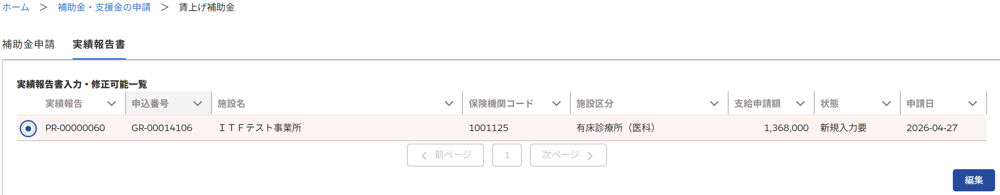 ホーム ＞ 補助金・支援金の申請 ＞ 賃上げ補助金
補助金申請 実績報告書
実績報告書入力・修正可能一覧
実績報告 申込番号 施設名 保険機関コード 施設区分 支給申請額 状態 申請日
PR-00000060 GR-00014106 ＩＴＦテスト事業所 1001125 有床診療所（医科） 1,368,000 新規入力要 2026-04-27
前ページ 1 次ページ
編集